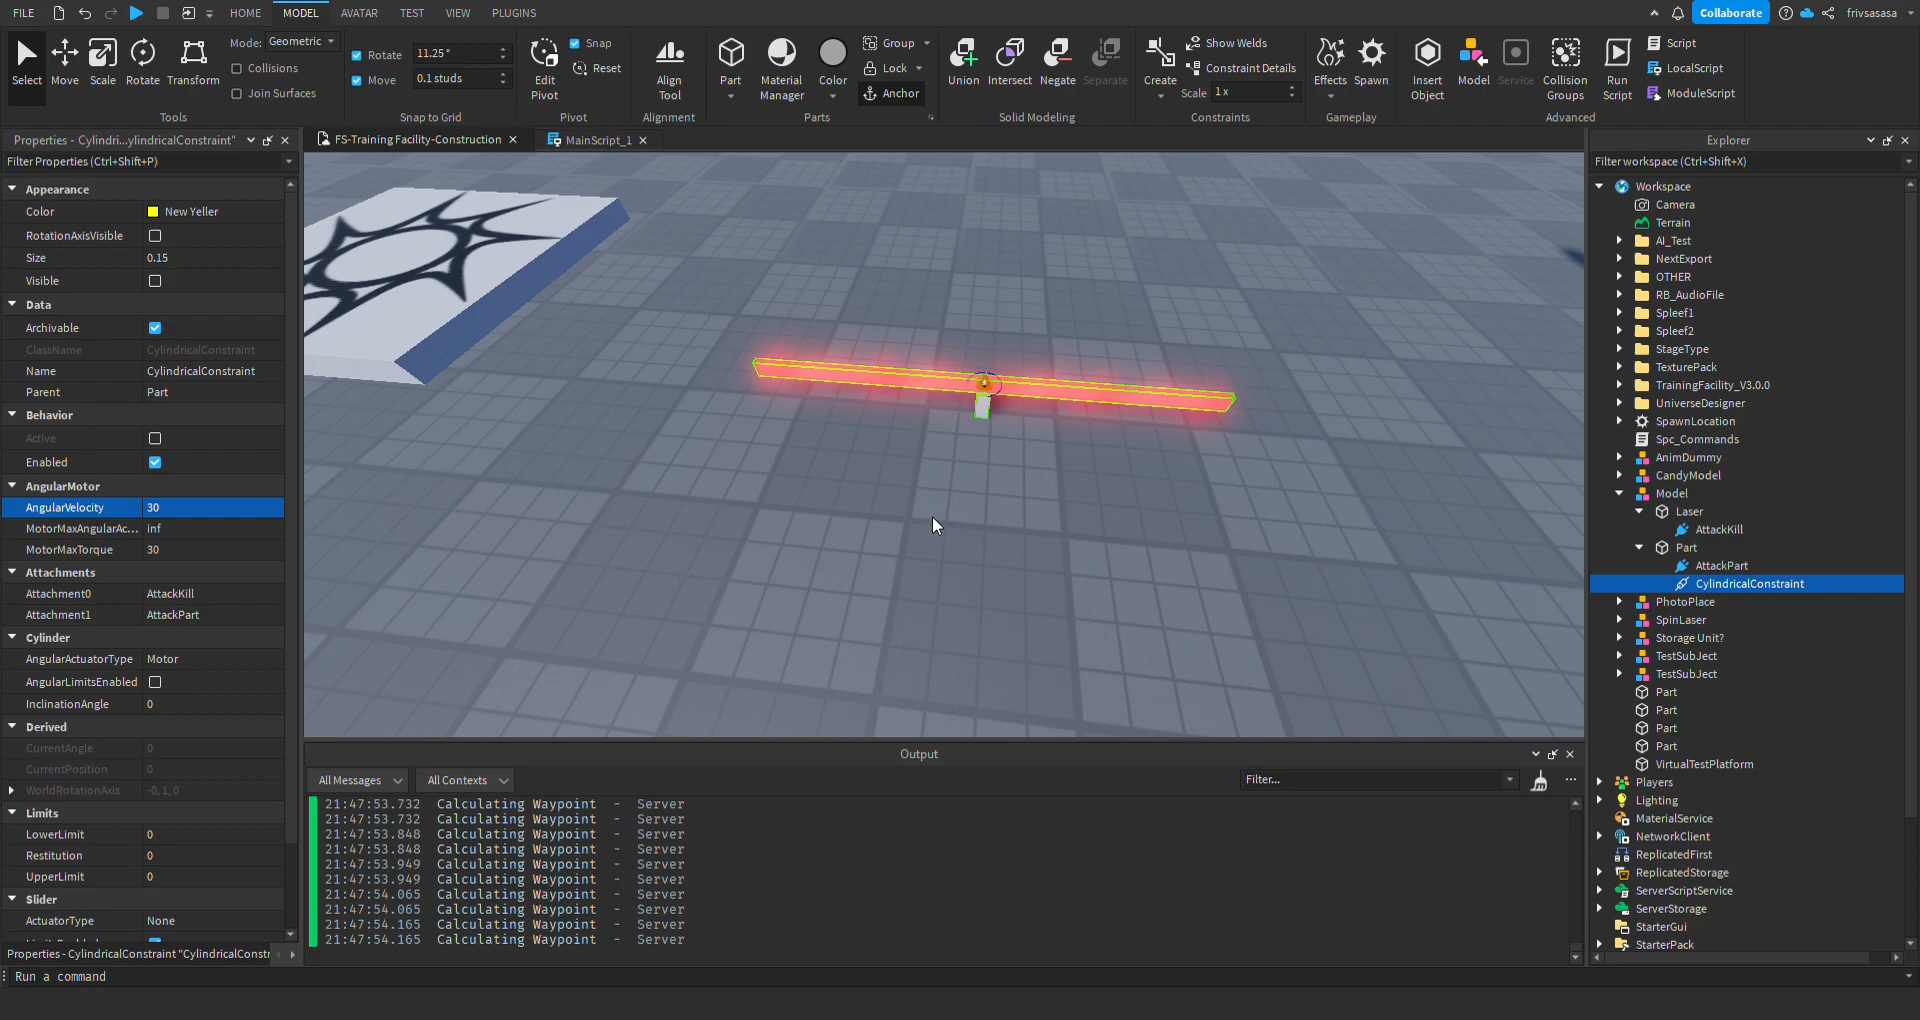 FILE HOME MODEL AVATAR TEST VIEW PLUGINS Collaborate frivsasasa
Select Move Scale Rotate Transform
Mode: Geometric
Collisions
Join Surfaces
Tools
Rotate 11.25 °
Move 0.1 studs
Snap to Grid
Edit Pivot
Snap
Reset
Pivot
Align Tool
Alignment
Part Material Manager Color
Group
Lock
Anchor
Parts
Union Intersect Negate Separate
Solid Modeling
Create
Show Welds
Constraint Details
Scale 1 x
Constraints
Effects Spawn
Gameplay
Insert Object Model Service Collision Groups Run Script
Script
LocalScript
ModuleScript
Advanced
Properties - Cylindri...ylindricalConstraint"
Filter Properties (Ctrl+Shift+P)
Appearance
Color New Yeller
RotationAxisVisible
Size 0.15
Visible
Data
Archivable
ClassName CylindricalConstraint
Name CylindricalConstraint
Parent Part
Behavior
Active
Enabled
AngularMotor
AngularVelocity 30
MotorMaxAngularAc... inf
MotorMaxTorque 30
Attachments
Attachment0 AttackKill
Attachment1 AttackPart
Cylinder
AngularActuatorType Motor
AngularLimitsEnabled
InclinationAngle 0
Derived
CurrentAngle 0
CurrentPosition 0
WorldRotationAxis -0, 1, 0
Limits
LowerLimit 0
Restitution 0
UpperLimit 0
Slider
ActuatorType None
Properties - CylindricalConstraint "CylindricalConstr
FS-Training Facility-Construction MainScript_1
Output
All Messages All Contexts Filter...
21:47:53.732 Calculating Waypoint - Server
21:47:53.732 Calculating Waypoint - Server
21:47:53.848 Calculating Waypoint - Server
21:47:53.848 Calculating Waypoint - Server
21:47:53.949 Calculating Waypoint - Server
21:47:53.949 Calculating Waypoint - Server
21:47:54.065 Calculating Waypoint - Server
21:47:54.065 Calculating Waypoint - Server
21:47:54.165 Calculating Waypoint - Server
21:47:54.165 Calculating Waypoint - Server
Explorer
Filter workspace (Ctrl+Shift+X)
Workspace
Camera
Terrain
AI_Test
NextExport
OTHER
RB_AudioFile
Spleef1
Spleef2
StageType
TexturePack
TrainingFacility_V3.0.0
UniverseDesigner
SpawnLocation
Spc_Commands
AnimDummy
CandyModel
Model
Laser
AttackKill
Part
AttackPart
CylindricalConstraint
PhotoPlace
SpinLaser
Storage Unit?
TestSubJect
TestSubJect
Part
Part
Part
Part
VirtualTestPlatform
Players
Lighting
MaterialService
NetworkClient
ReplicatedFirst
ReplicatedStorage
ServerScriptService
ServerStorage
StarterGui
StarterPack
Run a command